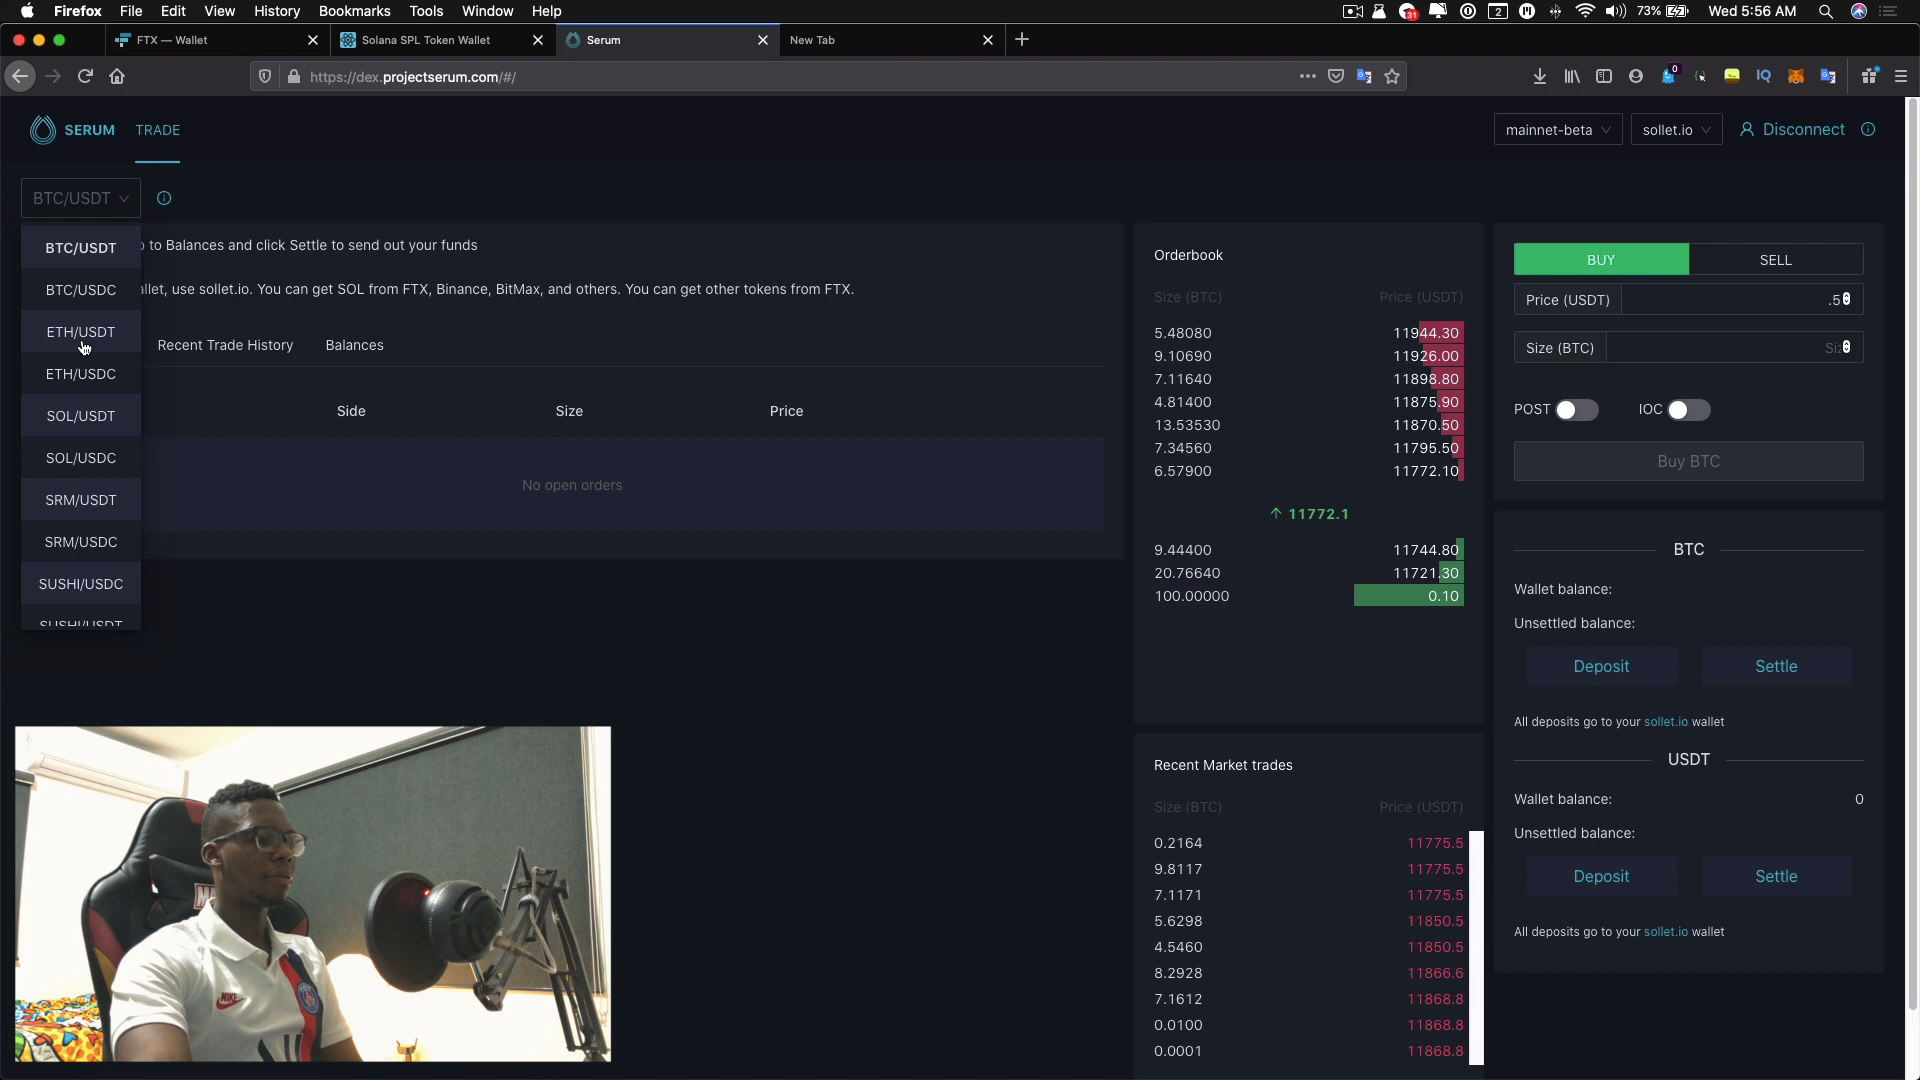 Firefox File Edit View History Bookmarks Tools Window Help
31 2 73% Wed 5:56 AM
FTX — Wallet
Solana SPL Token Wallet
Serum
New Tab
https://dex.projectserum.com/#/
0
IQ
SERUM TRADE
mainnet-beta sollet.io Disconnect
BTC/USDT
BTC/USDT
BTC/USDC
ETH/USDT
ETH/USDC
SOL/USDT
SOL/USDC
SRM/USDT
SRM/USDC
SUSHI/USDC
SUSHI/USDT
to Balances and click Settle to send out your funds
use sollet.io. You can get SOL from FTX, Binance, BitMax, and others. You can get other tokens from FTX.
Recent Trade History Balances
Side Size Price
No open orders
Orderbook
Size (BTC) Price (USDT)
5.48080 11944.30
9.10690 11926.00
7.11640 11898.80
4.81400 11875.90
13.53530 11870.50
7.34560 11795.50
6.57900 11772.10
11772.1
9.44400 11744.80
20.76640 11721.30
100.00000 0.10
Recent Market trades
Size (BTC) Price (USDT)
0.2164 11775.5
9.8117 11775.5
7.1171 11775.5
5.6298 11850.5
4.5460 11850.5
8.2928 11866.6
7.1612 11868.8
0.0100 11868.8
0.0001 11868.8
BUY SELL
Price (USDT)
Size (BTC)
POST IOC
Buy BTC
BTC
Wallet balance:
Unsettled balance:
Deposit Settle
All deposits go to your sollet.io wallet
USDT
Wallet balance: 0
Unsettled balance:
Deposit Settle
All deposits go to your sollet.io wallet
NIKE